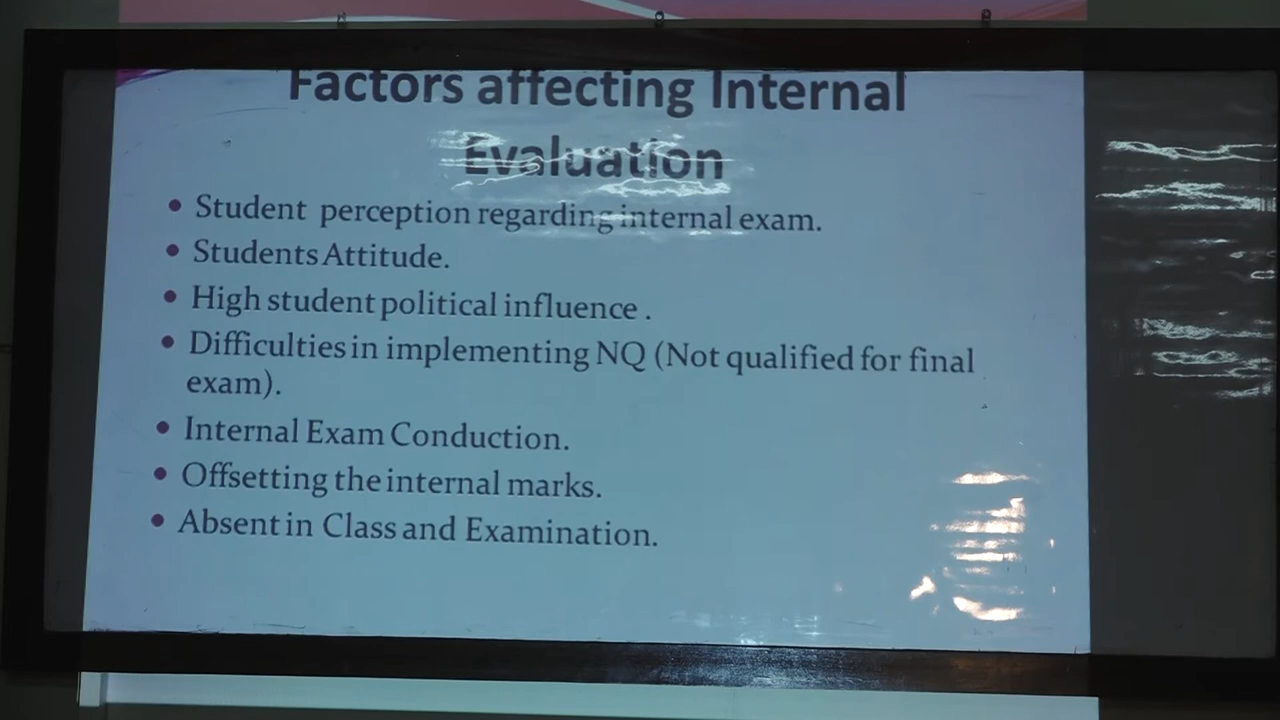 Factors affecting Internal
Evaluation
• Student perception regarding internal exam.
• Students Attitude.
• High student political influence .
• Difficulties in implementing NQ (Not qualified for final
exam).
• Internal Exam Conduction.
• Offsetting the internal marks.
• Absent in Class and Examination.